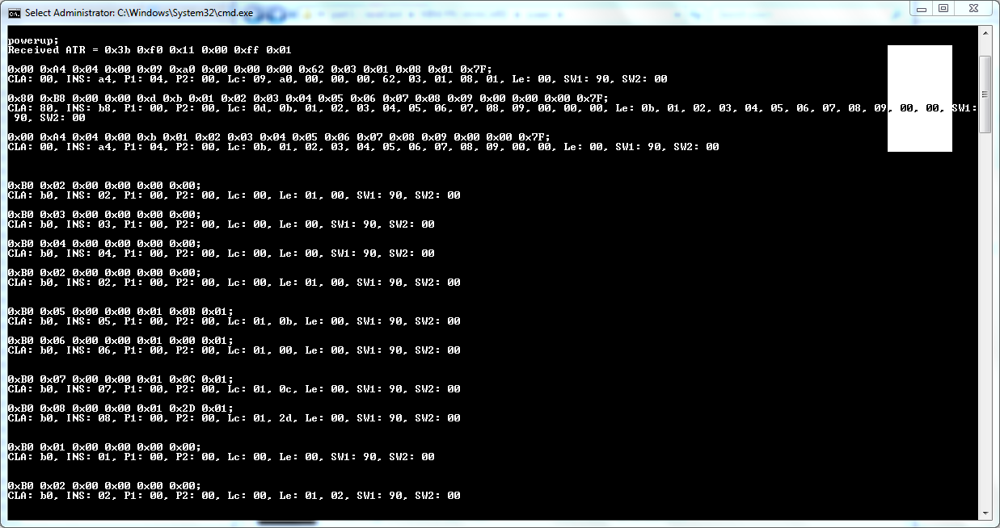 Select Administrator: C:\Windows\System32\cmd.exe
powerup;
Received ATR = 0x3b 0xf0 0x11 0x00 0xff 0x01
0x00 0xA4 0x04 0x00 0x09 0xa0 0x00 0x00 0x00 0x62 0x03 0x01 0x08 0x01 0x7F;
CLA: 00, INS: a4, P1: 04, P2: 00, Lc: 09, a0, 00, 00, 00, 62, 03, 01, 08, 01, Le: 00, SW1: 90, SW2: 00
0x80 0xB8 0x00 0x00 0xd 0xb 0x01 0x02 0x03 0x04 0x05 0x06 0x07 0x08 0x09 0x00 0x00 0x00 0x7F;
CLA: 80, INS: b8, P1: 00, P2: 00, Lc: 0d, 0b, 01, 02, 03, 04, 05, 06, 07, 08, 09, 00, 00, 00, Le: 0b, 01, 02, 03, 04, 05, 06, 07, 08, 09, 00, 00, SW1:
90, SW2: 00
0x00 0xA4 0x04 0x00 0xb 0x01 0x02 0x03 0x04 0x05 0x06 0x07 0x08 0x09 0x00 0x00 0x7F;
CLA: 00, INS: a4, P1: 04, P2: 00, Lc: 0b, 01, 02, 03, 04, 05, 06, 07, 08, 09, 00, 00, Le: 00, SW1: 90, SW2: 00
0xB0 0x02 0x00 0x00 0x00 0x00;
CLA: b0, INS: 02, P1: 00, P2: 00, Lc: 00, Le: 01, 00, SW1: 90, SW2: 00
0xB0 0x03 0x00 0x00 0x00 0x00;
CLA: b0, INS: 03, P1: 00, P2: 00, Lc: 00, Le: 00, SW1: 90, SW2: 00
0xB0 0x04 0x00 0x00 0x00 0x00;
CLA: b0, INS: 04, P1: 00, P2: 00, Lc: 00, Le: 00, SW1: 90, SW2: 00
0xB0 0x02 0x00 0x00 0x00 0x00;
CLA: b0, INS: 02, P1: 00, P2: 00, Lc: 00, Le: 01, 00, SW1: 90, SW2: 00
0xB0 0x05 0x00 0x00 0x01 0x0B 0x01;
CLA: b0, INS: 05, P1: 00, P2: 00, Lc: 01, 0b, Le: 00, SW1: 90, SW2: 00
0xB0 0x06 0x00 0x00 0x01 0x00 0x01;
CLA: b0, INS: 06, P1: 00, P2: 00, Lc: 01, 00, Le: 00, SW1: 90, SW2: 00
0xB0 0x07 0x00 0x00 0x01 0x0C 0x01;
CLA: b0, INS: 07, P1: 00, P2: 00, Lc: 01, 0c, Le: 00, SW1: 90, SW2: 00
0xB0 0x08 0x00 0x00 0x01 0x2D 0x01;
CLA: b0, INS: 08, P1: 00, P2: 00, Lc: 01, 2d, Le: 00, SW1: 90, SW2: 00
0xB0 0x01 0x00 0x00 0x00 0x00;
CLA: b0, INS: 01, P1: 00, P2: 00, Lc: 00, Le: 00, SW1: 90, SW2: 00
0xB0 0x02 0x00 0x00 0x00 0x00;
CLA: b0, INS: 02, P1: 00, P2: 00, Lc: 00, Le: 01, 02, SW1: 90, SW2: 00